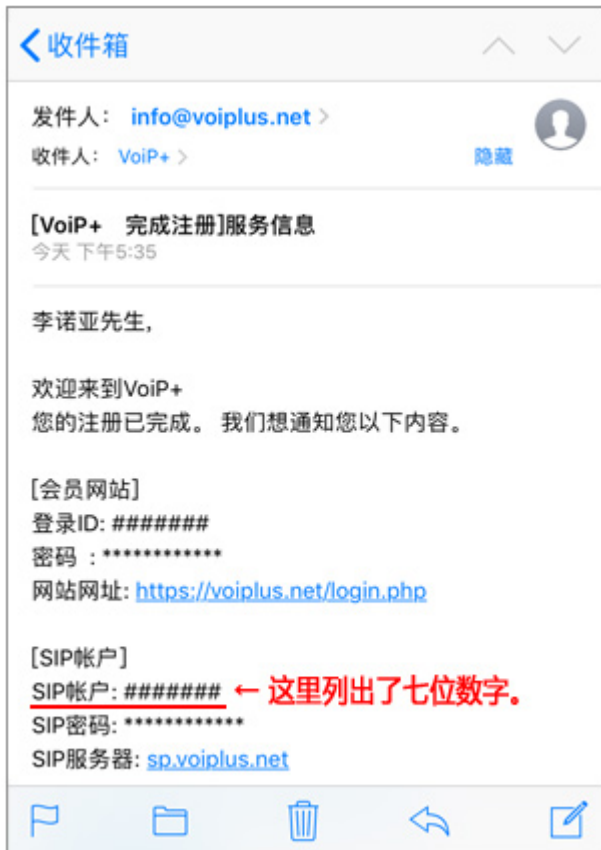 收件箱
发件人： info@voiplus.net
收件人： VoiP+
隐藏
[VoiP+　完成注册]服务信息
今天 下午5:35
李诺亚先生，
欢迎来到VoiP+
您的注册已完成。 我们想通知您以下内容。
[会员网站]
登录ID: #######
密码 : ************
网站网址: https://voiplus.net/login.php
[SIP帐户]
SIP帐户: ####### ← 这里列出了七位数字。
SIP密码: ************
SIP服务器: sp.voiplus.net